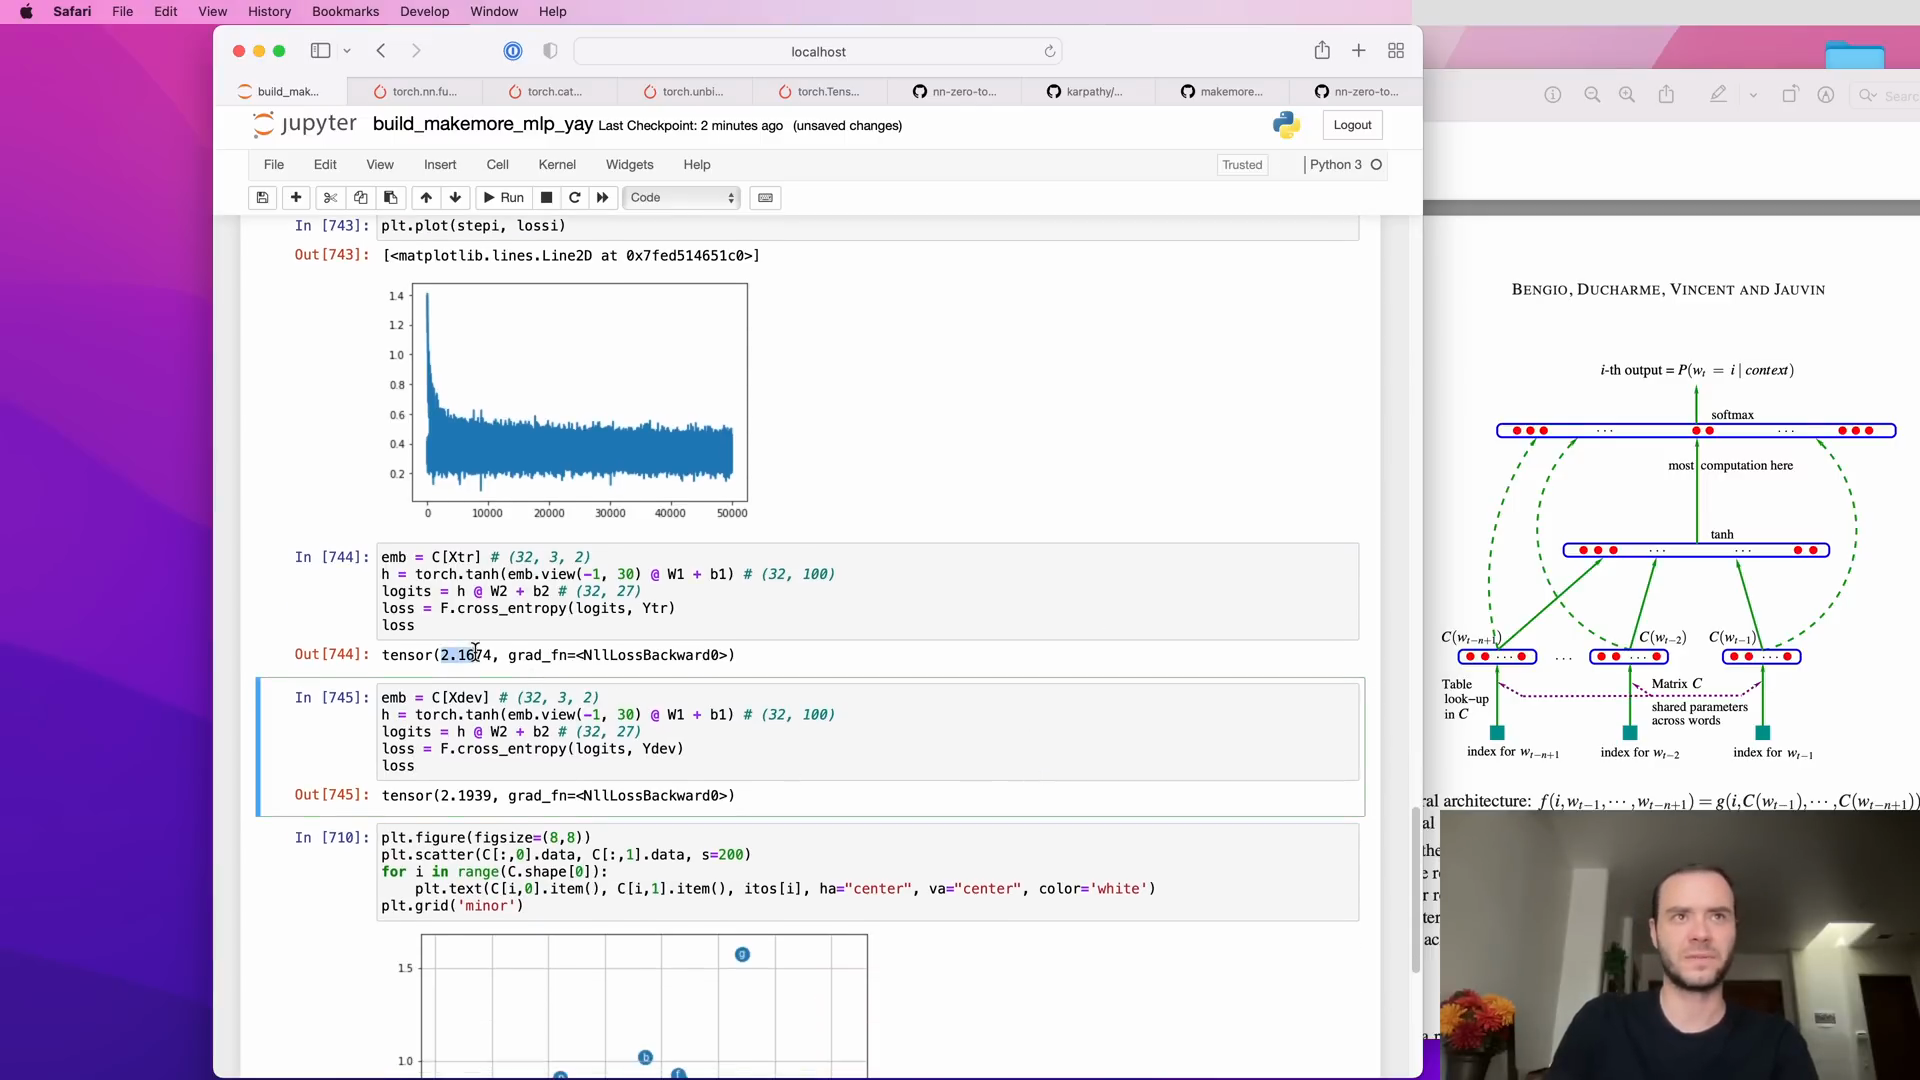 Safari File Edit View History Bookmarks Develop Window Help
localhost
build_mak... torch.nn.fu... torch.cat... torch.unbi... torch.Tens... nn-zero-to... karpathy/... makemore... nn-zero-to...
jupyter build_makemore_mlp_yay Last Checkpoint: 2 minutes ago (unsaved changes) Logout
File Edit View Insert Cell Kernel Widgets Help Trusted Python 3
Run Code
In [743]: plt.plot(stepi, lossi)
Out[743]: [<matplotlib.lines.Line2D at 0x7fed514651c0>]
1.4
1.2
1.0
0.8
0.6
0.4
0.2
0 10000 20000 30000 40000 50000
In [744]: emb = C[Xtr] # (32, 3, 2)
h = torch.tanh(emb.view(-1, 30) @ W1 + b1) # (32, 100)
logits = h @ W2 + b2 # (32, 27)
loss = F.cross_entropy(logits, Ytr)
loss
Out[744]: tensor(2.1674, grad_fn=<NllLossBackward0>)
In [745]: emb = C[Xdev] # (32, 3, 2)
h = torch.tanh(emb.view(-1, 30) @ W1 + b1) # (32, 100)
logits = h @ W2 + b2 # (32, 27)
loss = F.cross_entropy(logits, Ydev)
loss
Out[745]: tensor(2.1939, grad_fn=<NllLossBackward0>)
In [710]: plt.figure(figsize=(8,8))
plt.scatter(C[:,0].data, C[:,1].data, s=200)
for i in range(C.shape[0]):
plt.text(C[i,0].item(), C[i,1].item(), itos[i], ha="center", va="center", color='white')
plt.grid('minor')
g
1.5
b
1.0
Search
BENGIO, DUCHARME, VINCENT AND JAUVIN
i-th output = P(w_t = i | context)
softmax
most computation here
tanh
C(w_{t−n+1}) C(w_{t−2}) C(w_{t−1})
Table look−up in C
Matrix C
shared parameters across words
index for w_{t−n+1} index for w_{t−2} index for w_{t−1}
ral architecture: f(i,w_{t−1},⋯,w_{t−n+1}) = g(i,C(w_{t−1}),⋯,C(w_{t−n+1}))